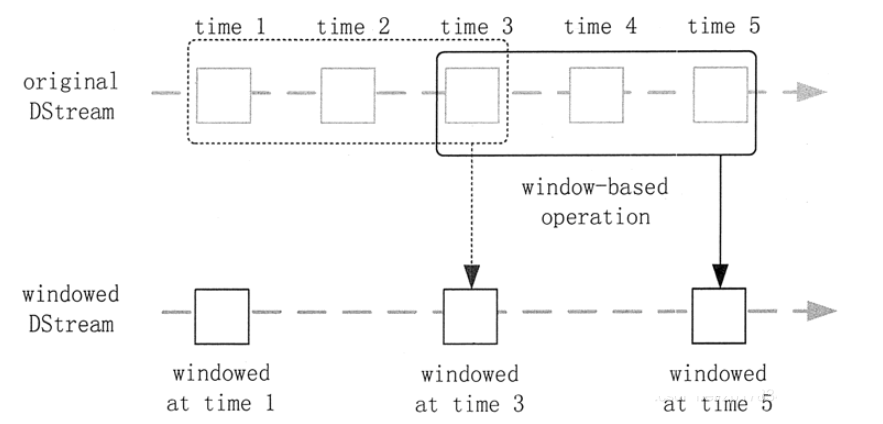 time 1 time 2 time 3 time 4 time 5
original
DStream
window-based
operation
windowed
DStream
windowed windowed windowed
at time 1 at time 3 at time 5